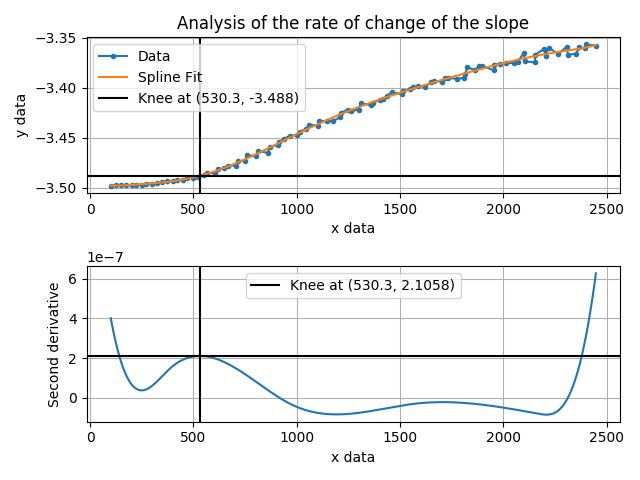 Analysis of the rate of change of the slope
−3.35
−3.40
−3.45
−3.50
y data
Data
Spline Fit
Knee at (530.3, -3.488)
0 500 1000 1500 2000 2500
x data
1e−7
6
4
2
0
Second derivative
Knee at (530.3, 2.1058)
0 500 1000 1500 2000 2500
x data